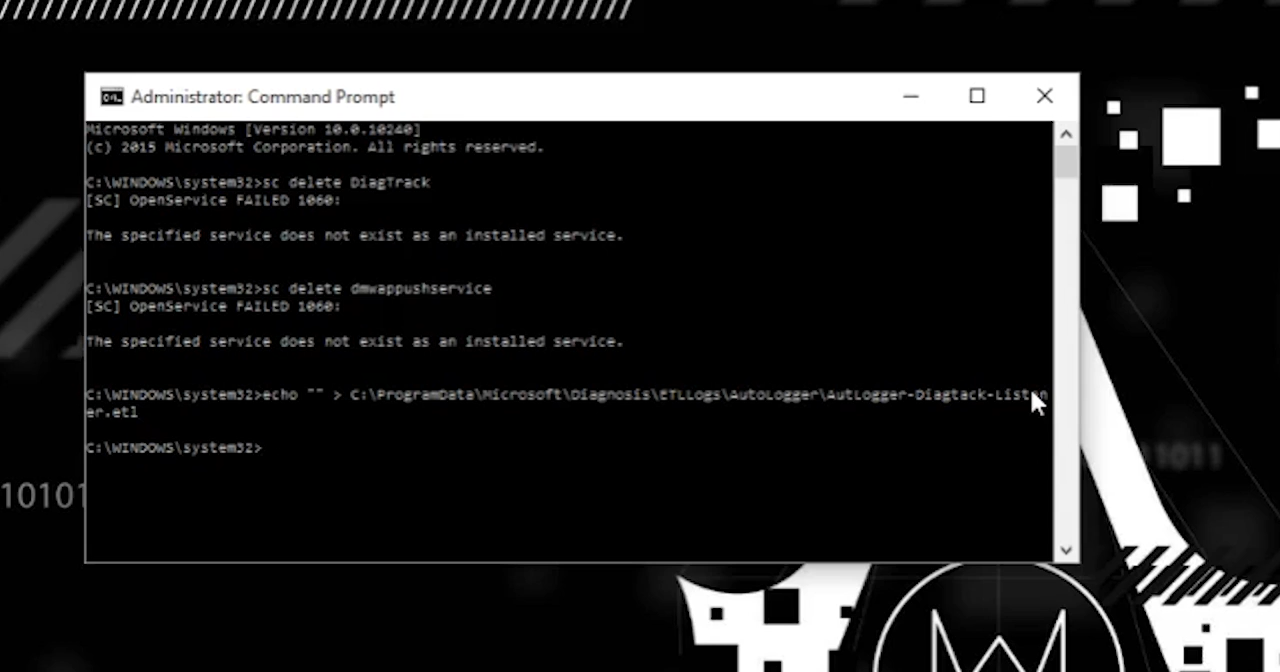 Administrator: Command Prompt
Microsoft Windows [Version 10.0.10240]
(c) 2015 Microsoft Corporation. All rights reserved.
C:\WINDOWS\system32>sc delete DiagTrack
[SC] OpenService FAILED 1060:
The specified service does not exist as an installed service.
C:\WINDOWS\system32>sc delete dmwappushservice
[SC] OpenService FAILED 1060:
The specified service does not exist as an installed service.
C:\WINDOWS\system32>echo "" > C:\ProgramData\Microsoft\Diagnosis\ETLLogs\AutoLogger\AutLogger-Diagtack-Listen
er.etl
C:\WINDOWS\system32>
10101
11011